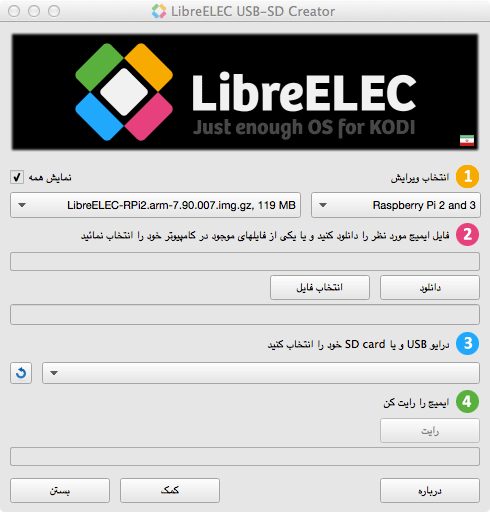 LibreELEC USB-SD Creator
LibreELEC
Just enough OS for KODI
1 انتخاب ویرایش
نمایش همه
Raspberry Pi 2 and 3
LibreELEC-RPi2.arm-7.90.007.img.gz, 119 MB
2 فایل ایمیج مورد نظر را دانلود کنید و یا یکی از فایلهای موجود در کامپیوتر خود را انتخاب نمائید
دانلود
انتخاب فایل
3 درایو USB و یا SD card خود را انتخاب کنید
4 ایمیج را رایت کن
رایت
درباره
کمک
بستن